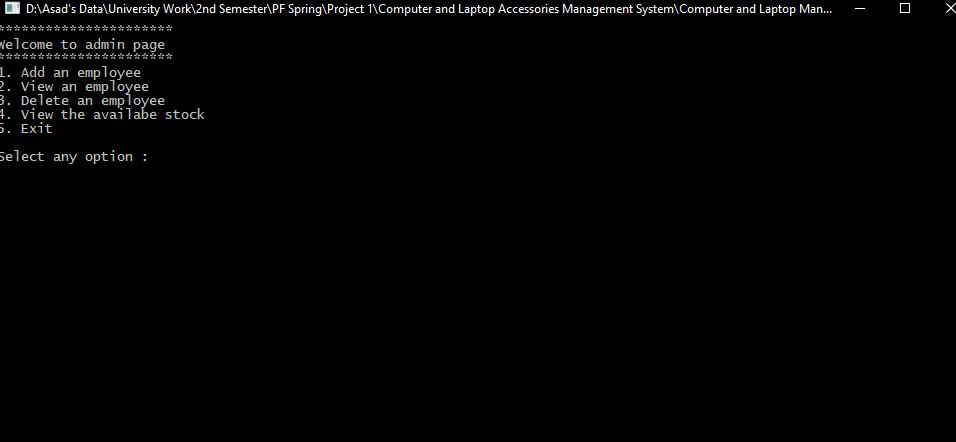 D:\Asad's Data\University Work\2nd Semester\PF Spring\Project 1\Computer and Laptop Accessories Management System\Computer and Laptop Man...
**********************
Welcome to admin page
**********************
1. Add an employee
2. View an employee
3. Delete an employee
4. View the availabe stock
5. Exit
Select any option :